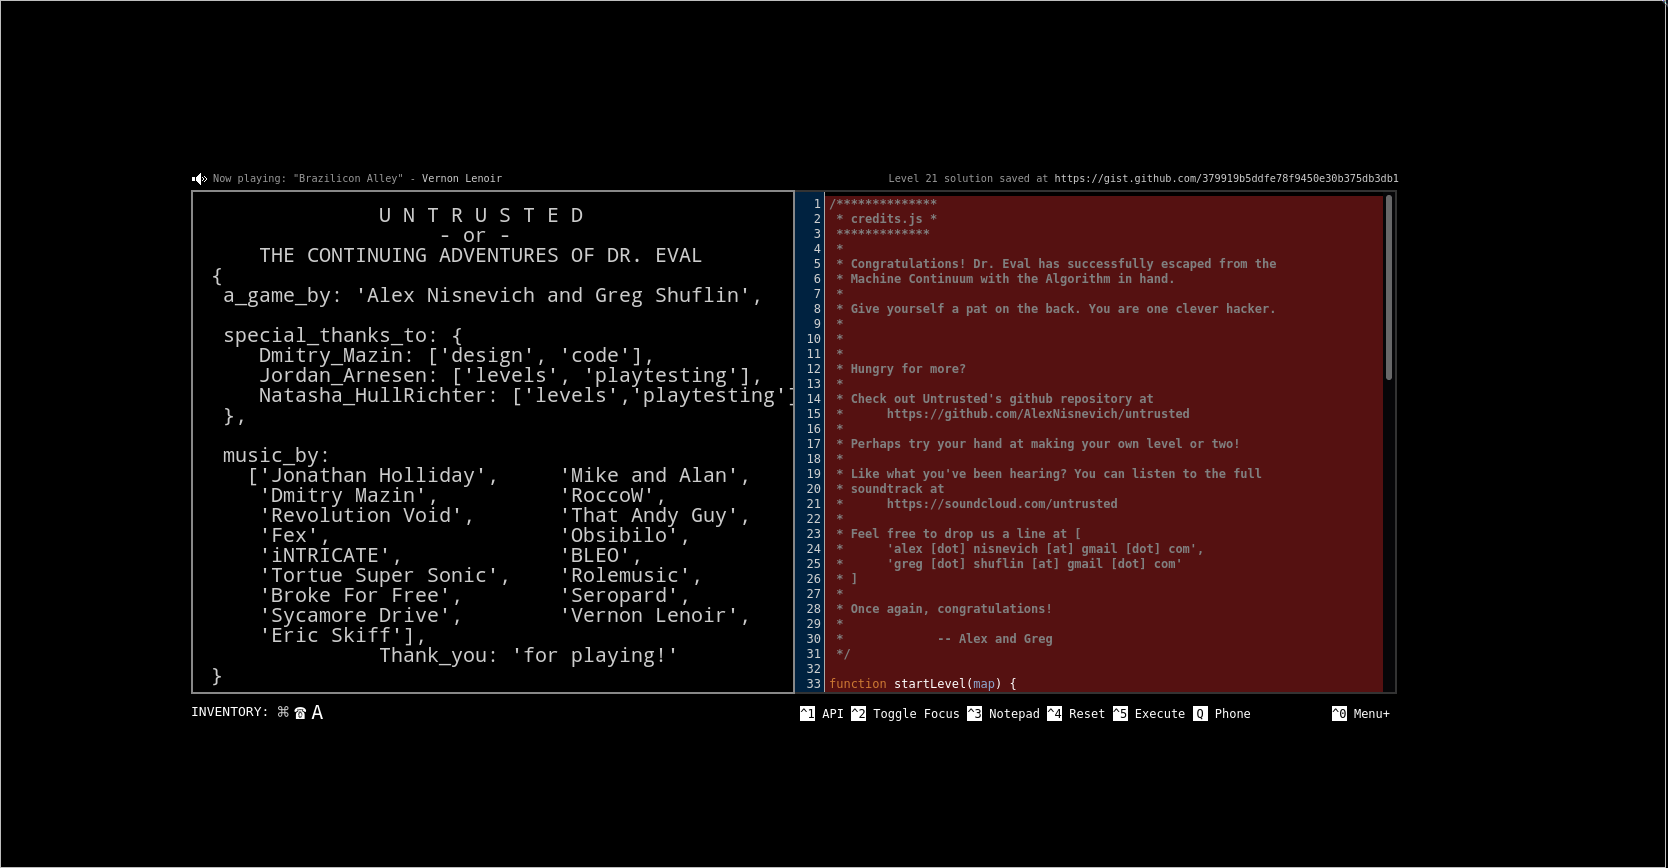 Now playing: "Brazilicon Alley" - Vernon Lenoir
Level 21 solution saved at https://gist.github.com/379919b5ddfe78f9450e30b375db3db1
U N T R U S T E D
- or -
THE CONTINUING ADVENTURES OF DR. EVAL
{
a_game_by: 'Alex Nisnevich and Greg Shuflin',
special_thanks_to: {
Dmitry_Mazin: ['design', 'code'],
Jordan_Arnesen: ['levels', 'playtesting'],
Natasha_HullRichter: ['levels','playtesting']
},
music_by:
['Jonathan Holliday', 'Mike and Alan',
'Dmitry Mazin', 'RoccoW',
'Revolution Void', 'That Andy Guy',
'Fex', 'Obsibilo',
'iNTRICATE', 'BLEO',
'Tortue Super Sonic', 'Rolemusic',
'Broke For Free', 'Seropard',
'Sycamore Drive', 'Vernon Lenoir',
'Eric Skiff'],
Thank_you: 'for playing!'
}
1 /**************
2 * credits.js *
3 *************
4 *
5 * Congratulations! Dr. Eval has successfully escaped from the
6 * Machine Continuum with the Algorithm in hand.
7 *
8 * Give yourself a pat on the back. You are one clever hacker.
9 *
10 *
11 *
12 * Hungry for more?
13 *
14 * Check out Untrusted's github repository at
15 * https://github.com/AlexNisnevich/untrusted
16 *
17 * Perhaps try your hand at making your own level or two!
18 *
19 * Like what you've been hearing? You can listen to the full
20 * soundtrack at
21 * https://soundcloud.com/untrusted
22 *
23 * Feel free to drop us a line at [
24 * 'alex [dot] nisnevich [at] gmail [dot] com',
25 * 'greg [dot] shuflin [at] gmail [dot] com'
26 * ]
27 *
28 * Once again, congratulations!
29 *
30 * -- Alex and Greg
31 */
32
33 function startLevel(map) {
INVENTORY: ⌘ ☎ A
^1 API ^2 Toggle Focus ^3 Notepad ^4 Reset ^5 Execute Q Phone ^0 Menu+